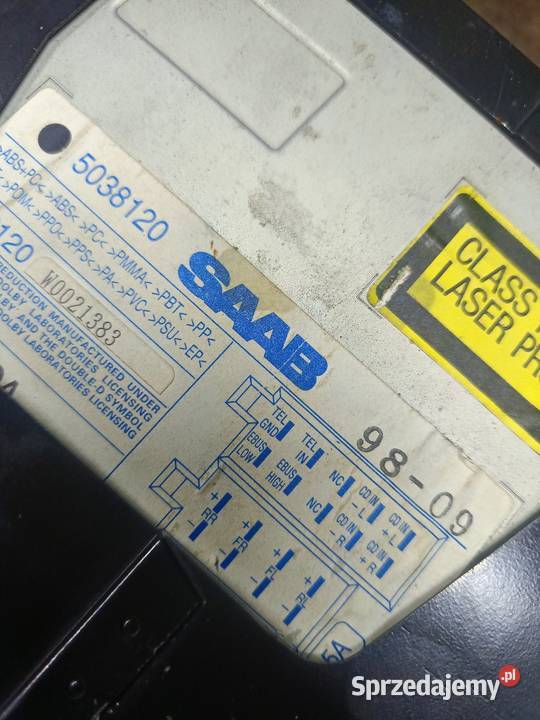 5038120
>ABS+PC< >ABS< >PC< >PMMA< >PBT< >PP<
>POM< >PPO< >PPS< >PA< >PVC< >PSU< >EP<
120
W0021383
REDUCTION MANUFACTURED UNDER
DOLBY LABORATORIES LICENSING
AND THE DOUBLE-D SYMBOL
DOLBY LABORATORIES LICENSING
SAAB
CLASS
LASER PR
98-09
TEL GND
TEL IN
NC
CD IN -L
CD IN +L
EBUS LOW
EBUS HIGH
NC
CD IN -R
CD IN +R
+ + + +
RR FR FL RL
- - - -
5A
Sprzedajemy.pl